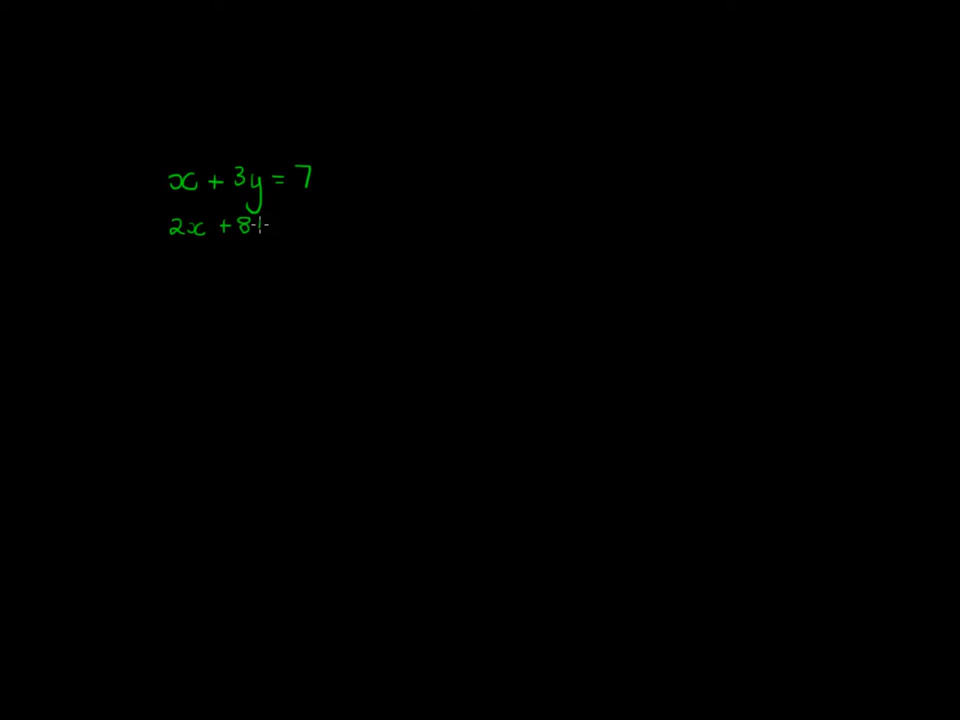 x + 3y = 7
2x + 8